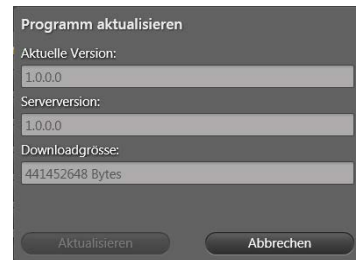 Programm aktualisieren
Aktuelle Version:
1.0.0.0
Serverversion:
1.0.0.0
Downloadgrösse:
441452648 Bytes
Aktualisieren
Abbrechen